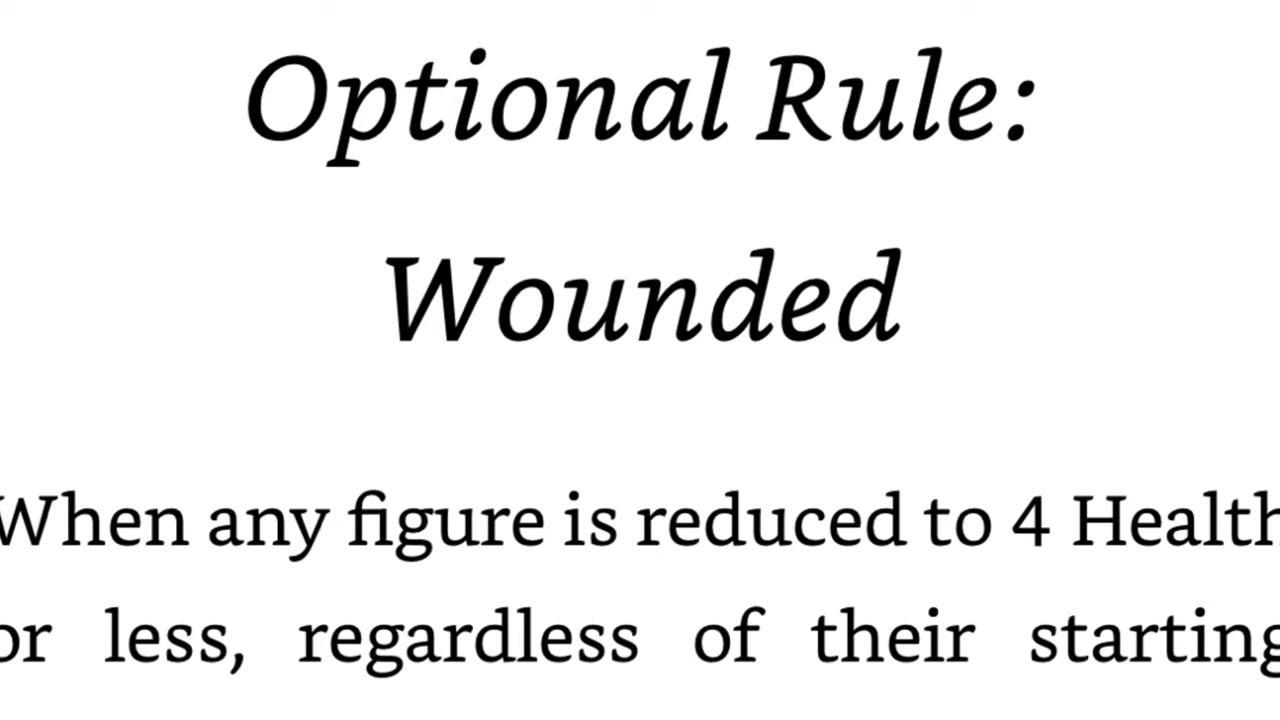 Optional Rule:
Wounded
When any figure is reduced to 4 Health
or less, regardless of their starting